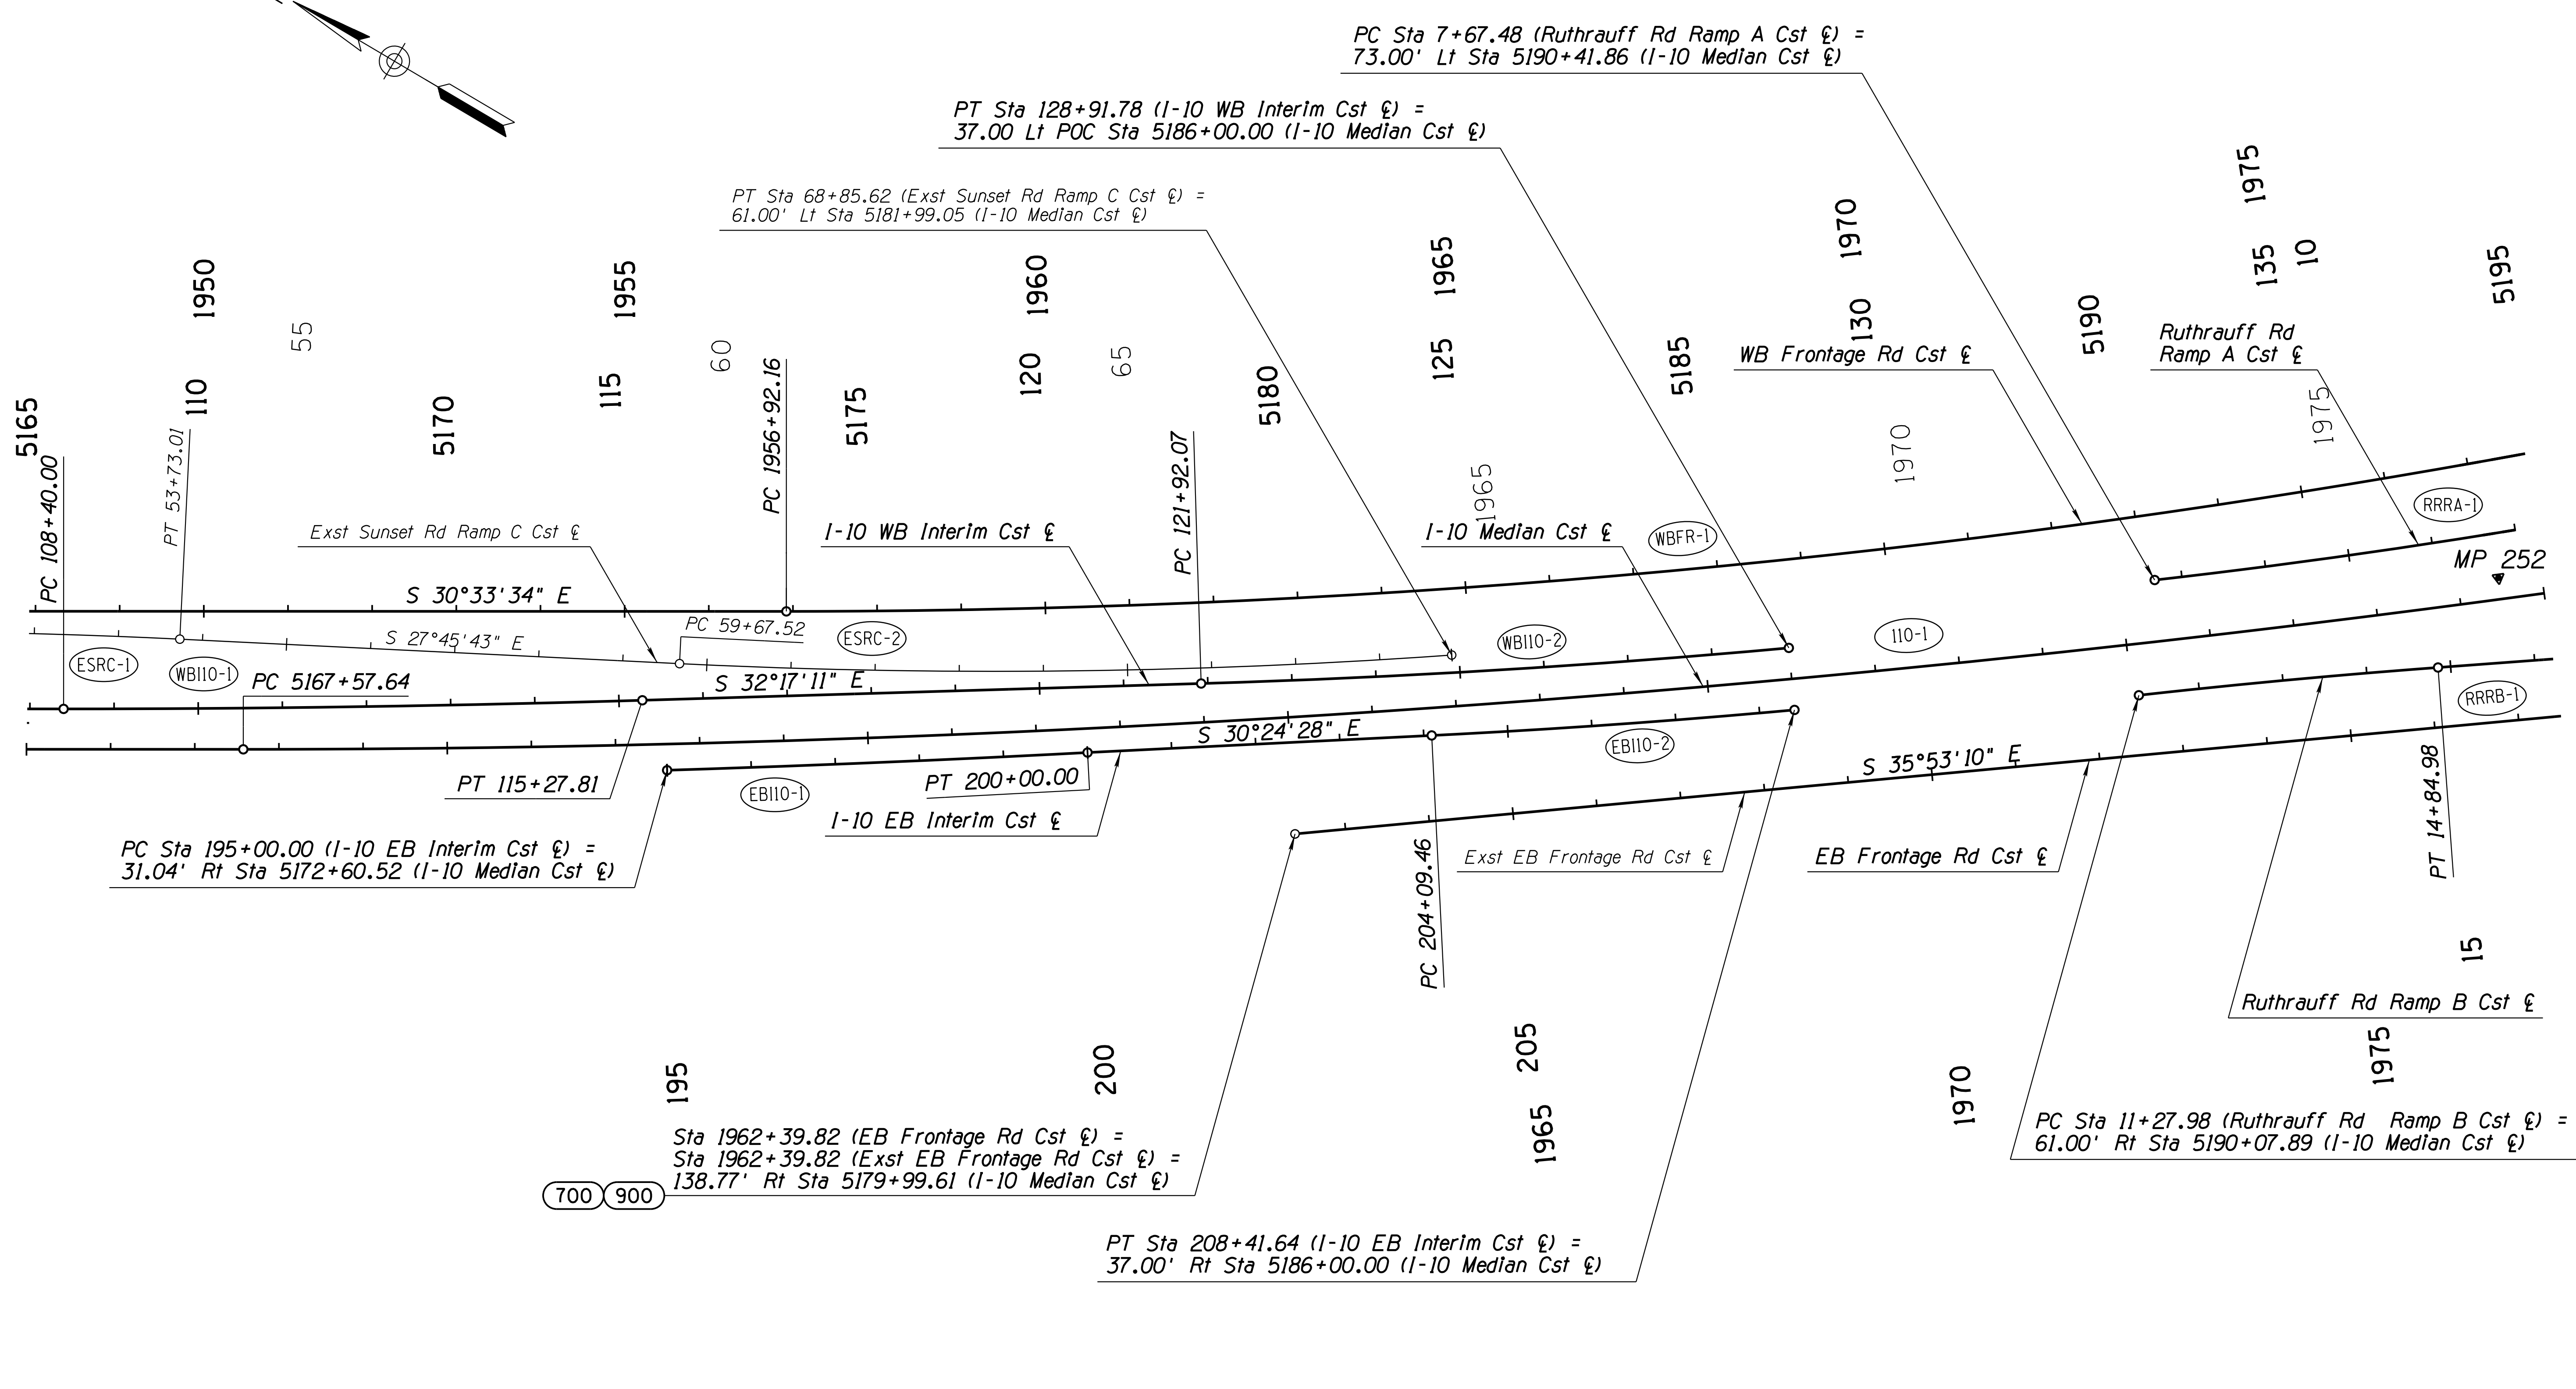 PC Sta 7+67.48 (Ruthrauff Rd Ramp A Cst ℄) =
73.00' Lt Sta 5190+41.86 (I-10 Median Cst ℄)
PT Sta 128+91.78 (I-10 WB Interim Cst ℄) =
37.00 Lt POC Sta 5186+00.00 (I-10 Median Cst ℄)
PT Sta 68+85.62 (Exst Sunset Rd Ramp C Cst ℄) =
61.00' Lt Sta 5181+99.05 (I-10 Median Cst ℄)
1950
1955
1960
1965
1970
1975
55
60
65
110
115
120
125
130
135
10
5165
5170
5175
5180
5185
5190
5195
1965
1970
1975
WB Frontage Rd Cst ℄
Ruthrauff Rd
Ramp A Cst ℄
PC 108+40.00
PT 53+73.01
PC 1956+92.16
PC 121+92.07
Exst Sunset Rd Ramp C Cst ℄
I-10 WB Interim Cst ℄
I-10 Median Cst ℄
WBFR-1
RRRA-1
MP 252
S 30°33'34" E
S 27°45'43" E
PC 59+67.52
ESRC-2
WBI10-2
I10-1
ESRC-1
WBI10-1
PC 5167+57.64
S 32°17'11" E
RRRB-1
S 30°24'28" E
EBI10-2
S 35°53'10" E
PT 115+27.81
EBI10-1
PT 200+00.00
I-10 EB Interim Cst ℄
PC Sta 195+00.00 (I-10 EB Interim Cst ℄) =
31.04' Rt Sta 5172+60.52 (I-10 Median Cst ℄)
PC 204+09.46
Exst EB Frontage Rd Cst ℄
EB Frontage Rd Cst ℄
PT 14+84.98
15
Ruthrauff Rd Ramp B Cst ℄
195
200
205
1965
1970
1975
Sta 1962+39.82 (EB Frontage Rd Cst ℄) =
Sta 1962+39.82 (Exst EB Frontage Rd Cst ℄) =
138.77' Rt Sta 5179+99.61 (I-10 Median Cst ℄)
700 900
PC Sta 11+27.98 (Ruthrauff Rd Ramp B Cst ℄) =
61.00' Rt Sta 5190+07.89 (I-10 Median Cst ℄)
PT Sta 208+41.64 (I-10 EB Interim Cst ℄) =
37.00' Rt Sta 5186+00.00 (I-10 Median Cst ℄)